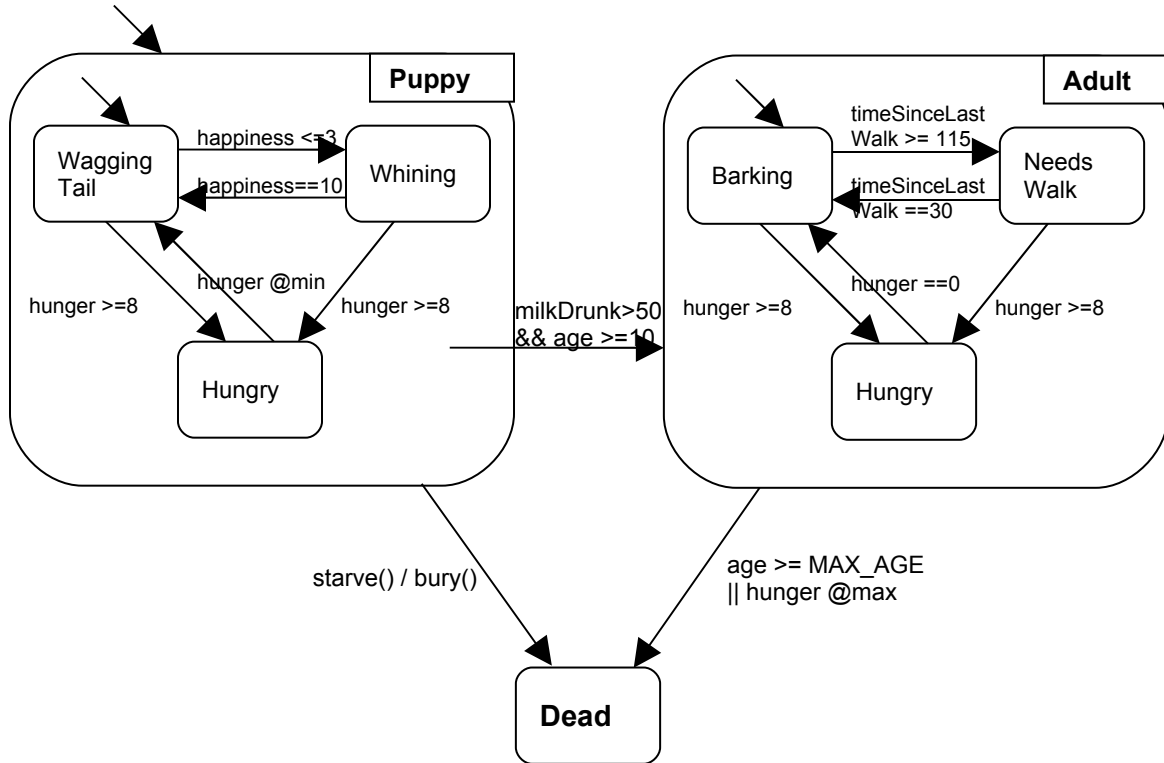 Puppy
Wagging
Tail
happiness <=3
happiness==10
Whining
hunger @min
hunger >=8
hunger >=8
Hungry
milkDrunk>50
&& age >=10
Adult
Barking
timeSinceLast
Walk >= 115
timeSinceLast
Walk ==30
Needs
Walk
hunger ==0
hunger >=8
hunger >=8
Hungry
starve() / bury()
age >= MAX_AGE
|| hunger @max
Dead